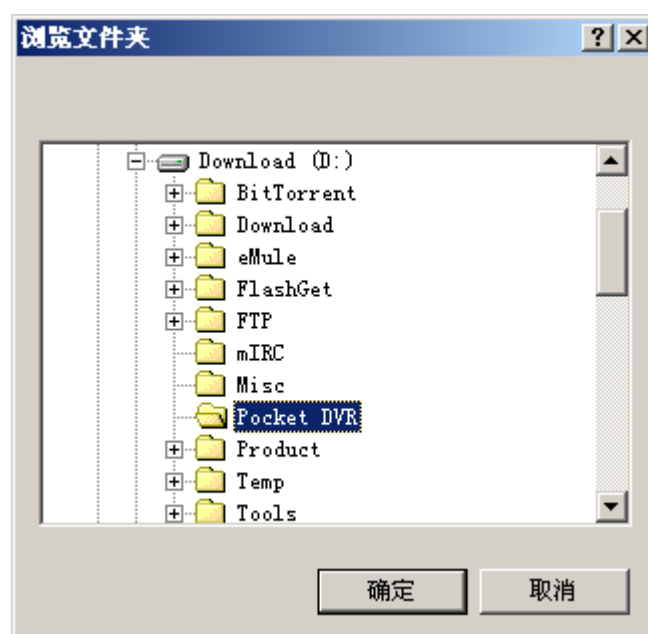 浏览文件夹
Download (D:)
BitTorrent
Download
eMule
FlashGet
FTP
mIRC
Misc
Pocket DVR
Product
Temp
Tools
确定 取消